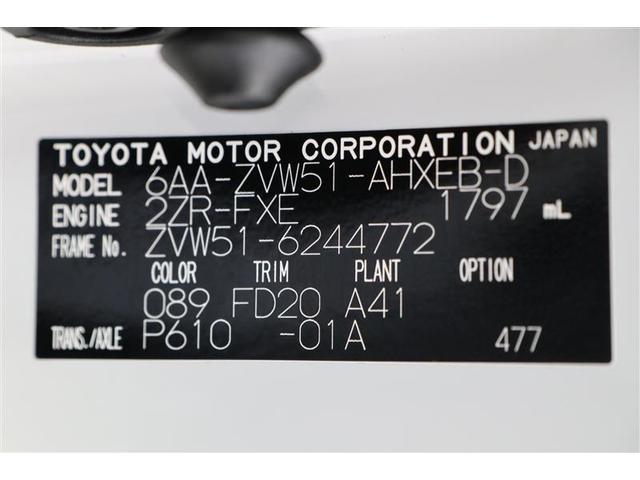 TOYOTA MOTOR CORPORATION JAPAN
MODEL 6AA-ZVW51-AHXEB-D
ENGINE 2ZR-FXE 1797 mL
FRAME No. ZVW51-6244772
COLOR TRIM PLANT OPTION
089 FD20 A41
TRANS./AXLE P610 -01A 477